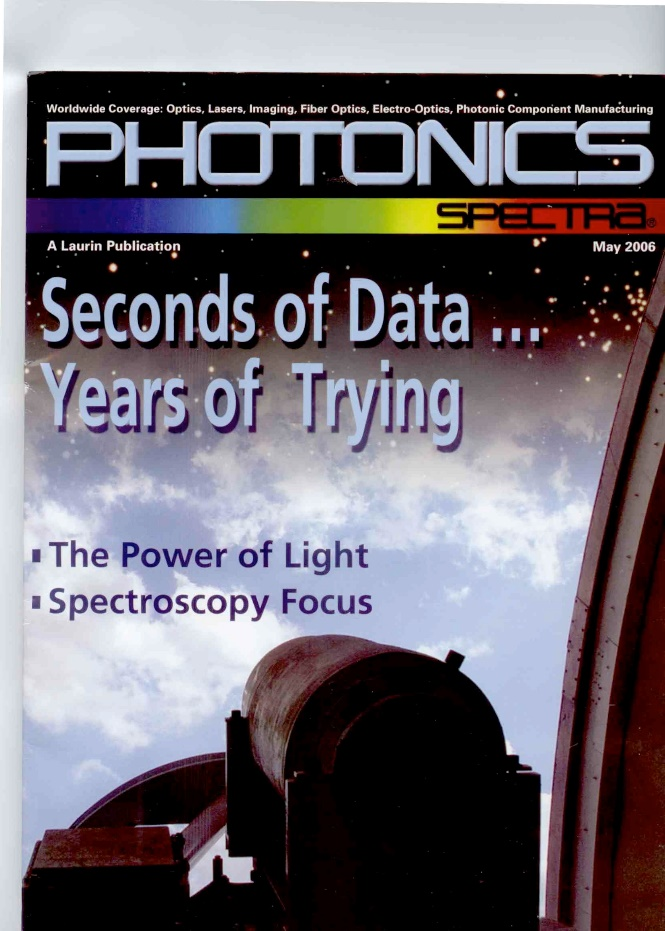 Worldwide Coverage: Optics, Lasers, Imaging, Fiber Optics, Electro-Optics, Photonic Component Manufacturing
PHOTONICS
SPECTRa®
A Laurin Publication
May 2006
Seconds of Data ...
Years of Trying
The Power of Light
Spectroscopy Focus